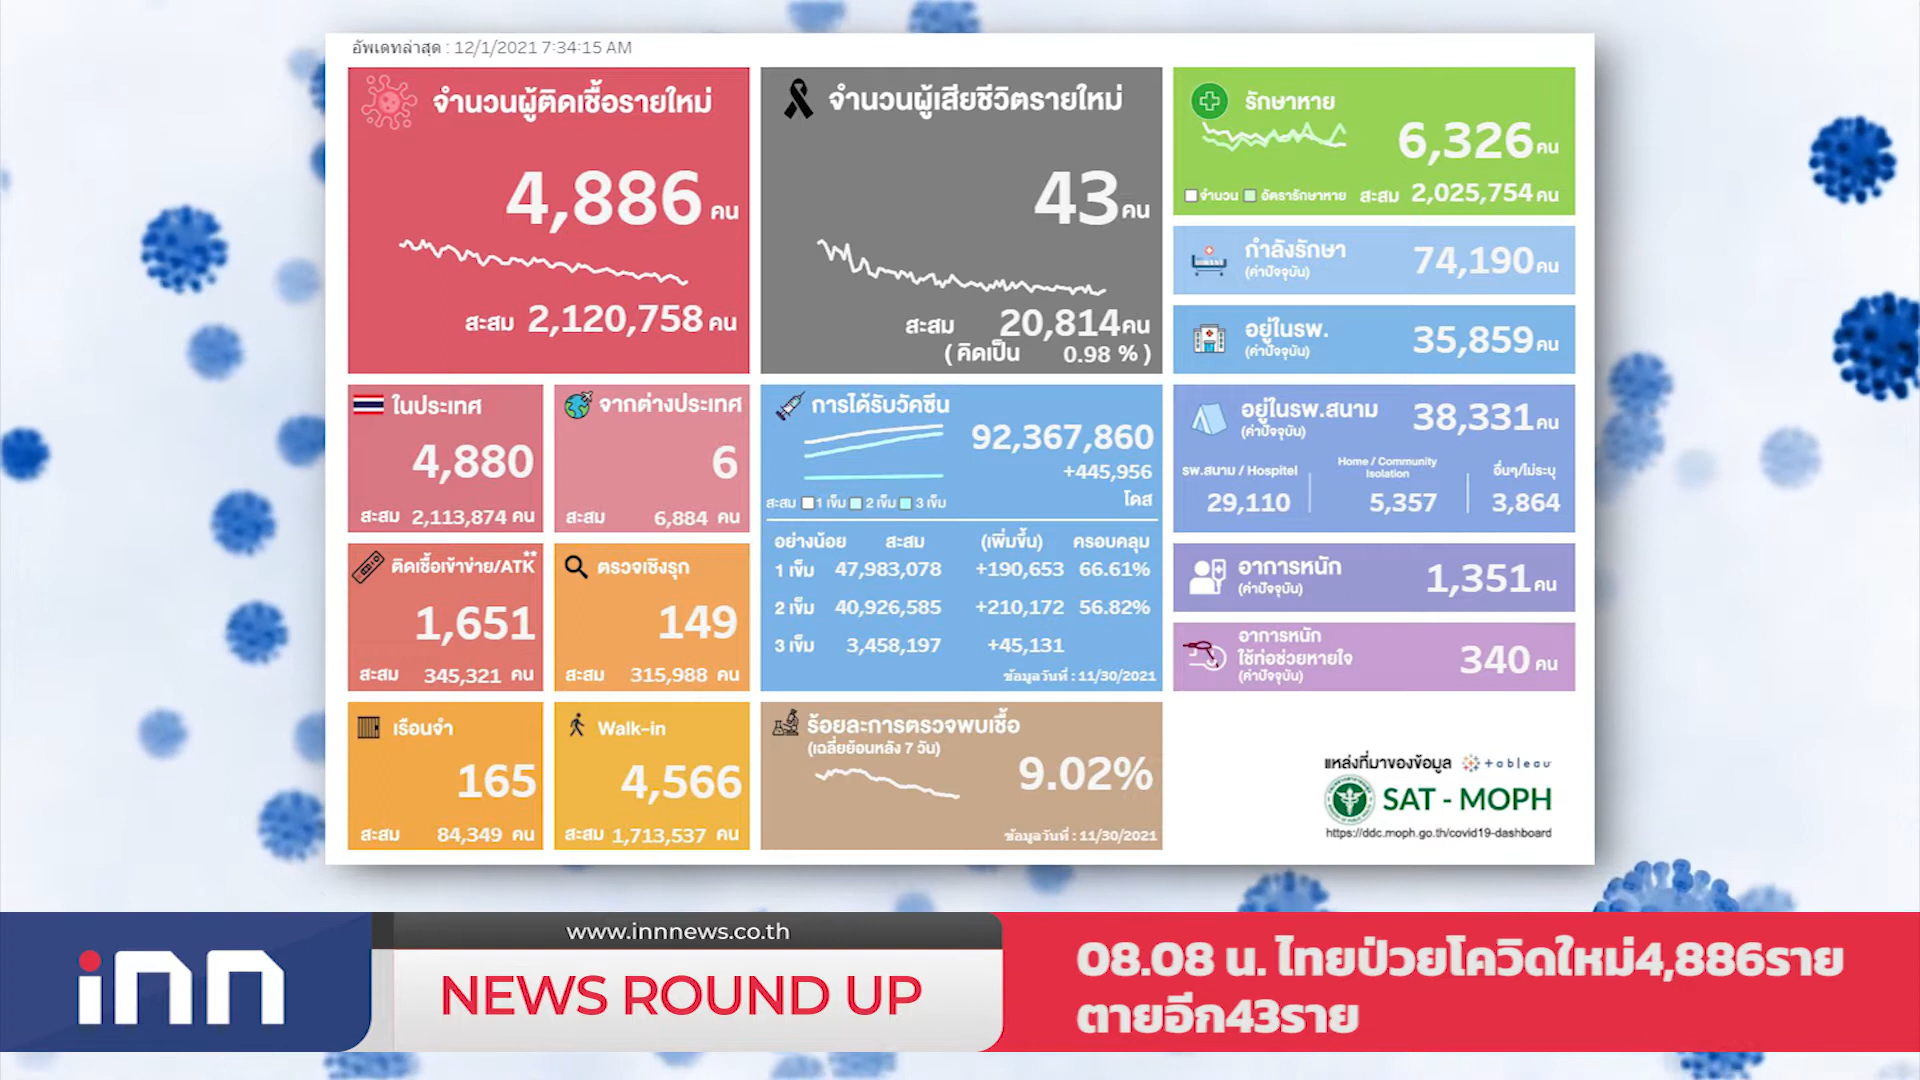 อัพเดทล่าสุด : 12/1/2021 7:34:15 AM
จำนวนผู้ติดเชื้อรายใหม่
4,886 คน
สะสม 2,120,758 คน
จำนวนผู้เสียชีวิตรายใหม่
43 คน
สะสม 20,814 คน
( คิดเป็น 0.98 % )
รักษาหาย
6,326 คน
จำนวน อัตรารักษาหาย สะสม 2,025,754 คน
กำลังรักษา
(ค่าปัจจุบัน)
74,190 คน
อยู่ในรพ.
(ค่าปัจจุบัน)
35,859 คน
ในประเทศ
4,880
สะสม 2,113,874 คน
จากต่างประเทศ
6
สะสม 6,884 คน
การได้รับวัคซีน
92,367,860
+445,956
โดส
สะสม 1 เข็ม 2 เข็ม 3 เข็ม
อย่างน้อย สะสม (เพิ่มขึ้น) ครอบคลุม
1 เข็ม 47,983,078 +190,653 66.61%
2 เข็ม 40,926,585 +210,172 56.82%
3 เข็ม 3,458,197 +45,131
ข้อมูลวันที่ : 11/30/2021
อยู่ในรพ.สนาม
(ค่าปัจจุบัน)
38,331 คน
รพ.สนาม / Hospitel
29,110
Home / Community
Isolation
5,357
อื่นๆ/ไม่ระบุ
3,864
ติดเชื้อเข้าข่าย/ATK**
1,651
สะสม 345,321 คน
ตรวจเชิงรุก
149
สะสม 315,988 คน
อาการหนัก
(ค่าปัจจุบัน)
1,351 คน
อาการหนัก
ใช้ท่อช่วยหายใจ
(ค่าปัจจุบัน)
340 คน
เรือนจำ
165
สะสม 84,349 คน
Walk-in
4,566
สะสม 1,713,537 คน
ร้อยละการตรวจพบเชื้อ
(เฉลี่ยย้อนหลัง 7 วัน)
9.02%
ข้อมูลวันที่ : 11/30/2021
แหล่งที่มาของข้อมูล +ableau
SAT - MOPH
https://ddc.moph.go.th/covid19-dashboard
inn
www.innnews.co.th
NEWS ROUND UP
08.08 น. ไทยป่วยโควิดใหม่4,886ราย
ตายอีก43ราย